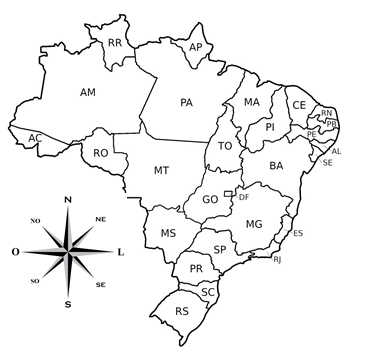 RR
AP
AM
PA
MA
CE
RN
PB
PE
PI
AL
SE
AC
RO
TO
BA
MT
GO
DF
MG
ES
MS
SP
RJ
PR
SC
RS
N
NO
NE
O
L
SO
SE
S